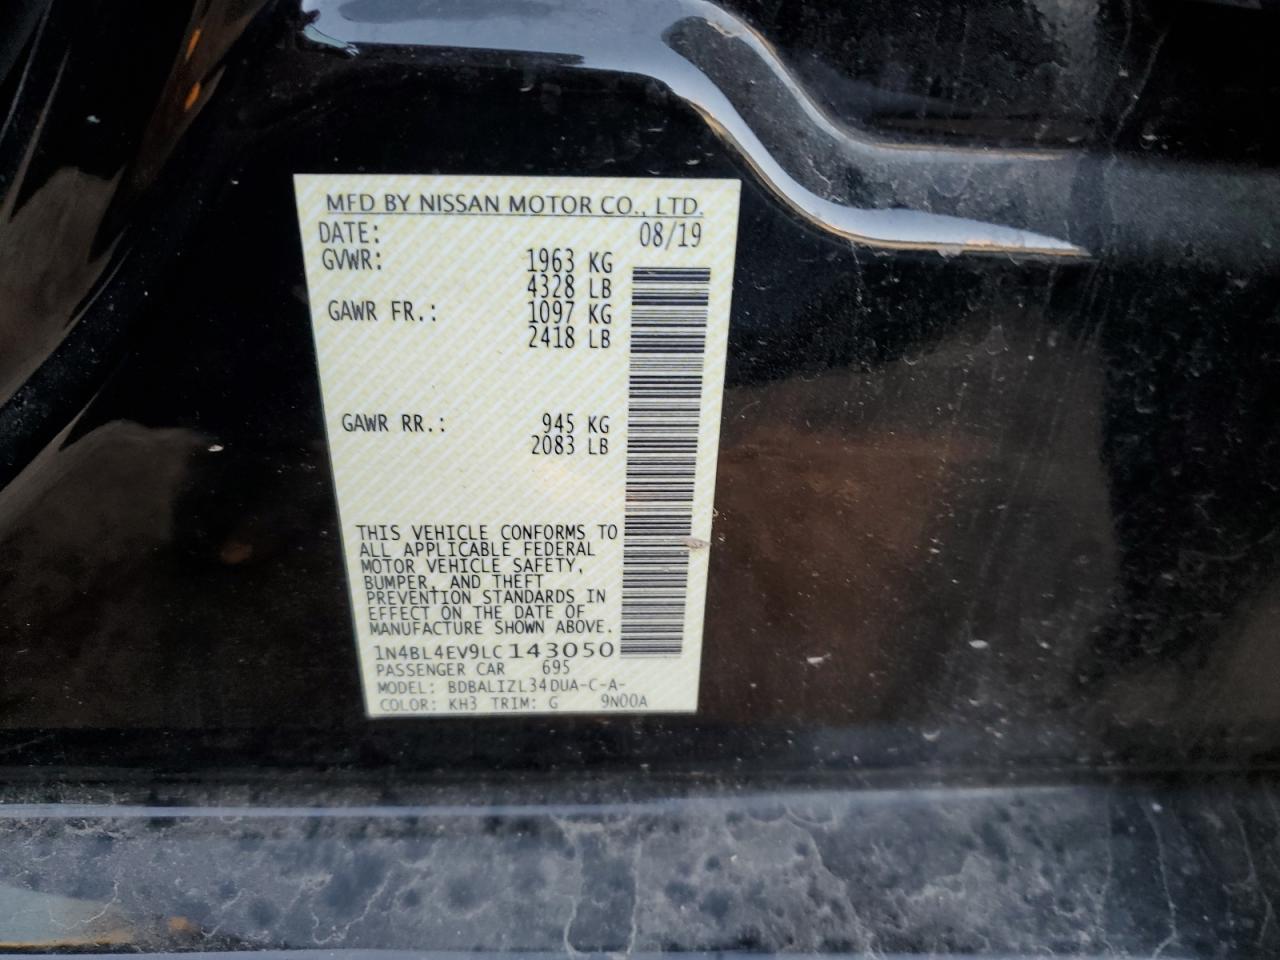 MFD BY NISSAN MOTOR CO., LTD.
DATE: 08/19
GVWR: 1963 KG
4328 LB
GAWR FR.: 1097 KG
2418 LB
GAWR RR.: 945 KG
2083 LB
THIS VEHICLE CONFORMS TO
ALL APPLICABLE FEDERAL
MOTOR VEHICLE SAFETY,
BUMPER, AND THEFT
PREVENTION STANDARDS IN
EFFECT ON THE DATE OF
MANUFACTURE SHOWN ABOVE.
1N4BL4EV9LC143050
PASSENGER CAR 695
MODEL: BDBALIZL34DUA-C-A-
COLOR: KH3 TRIM: G 9N00A